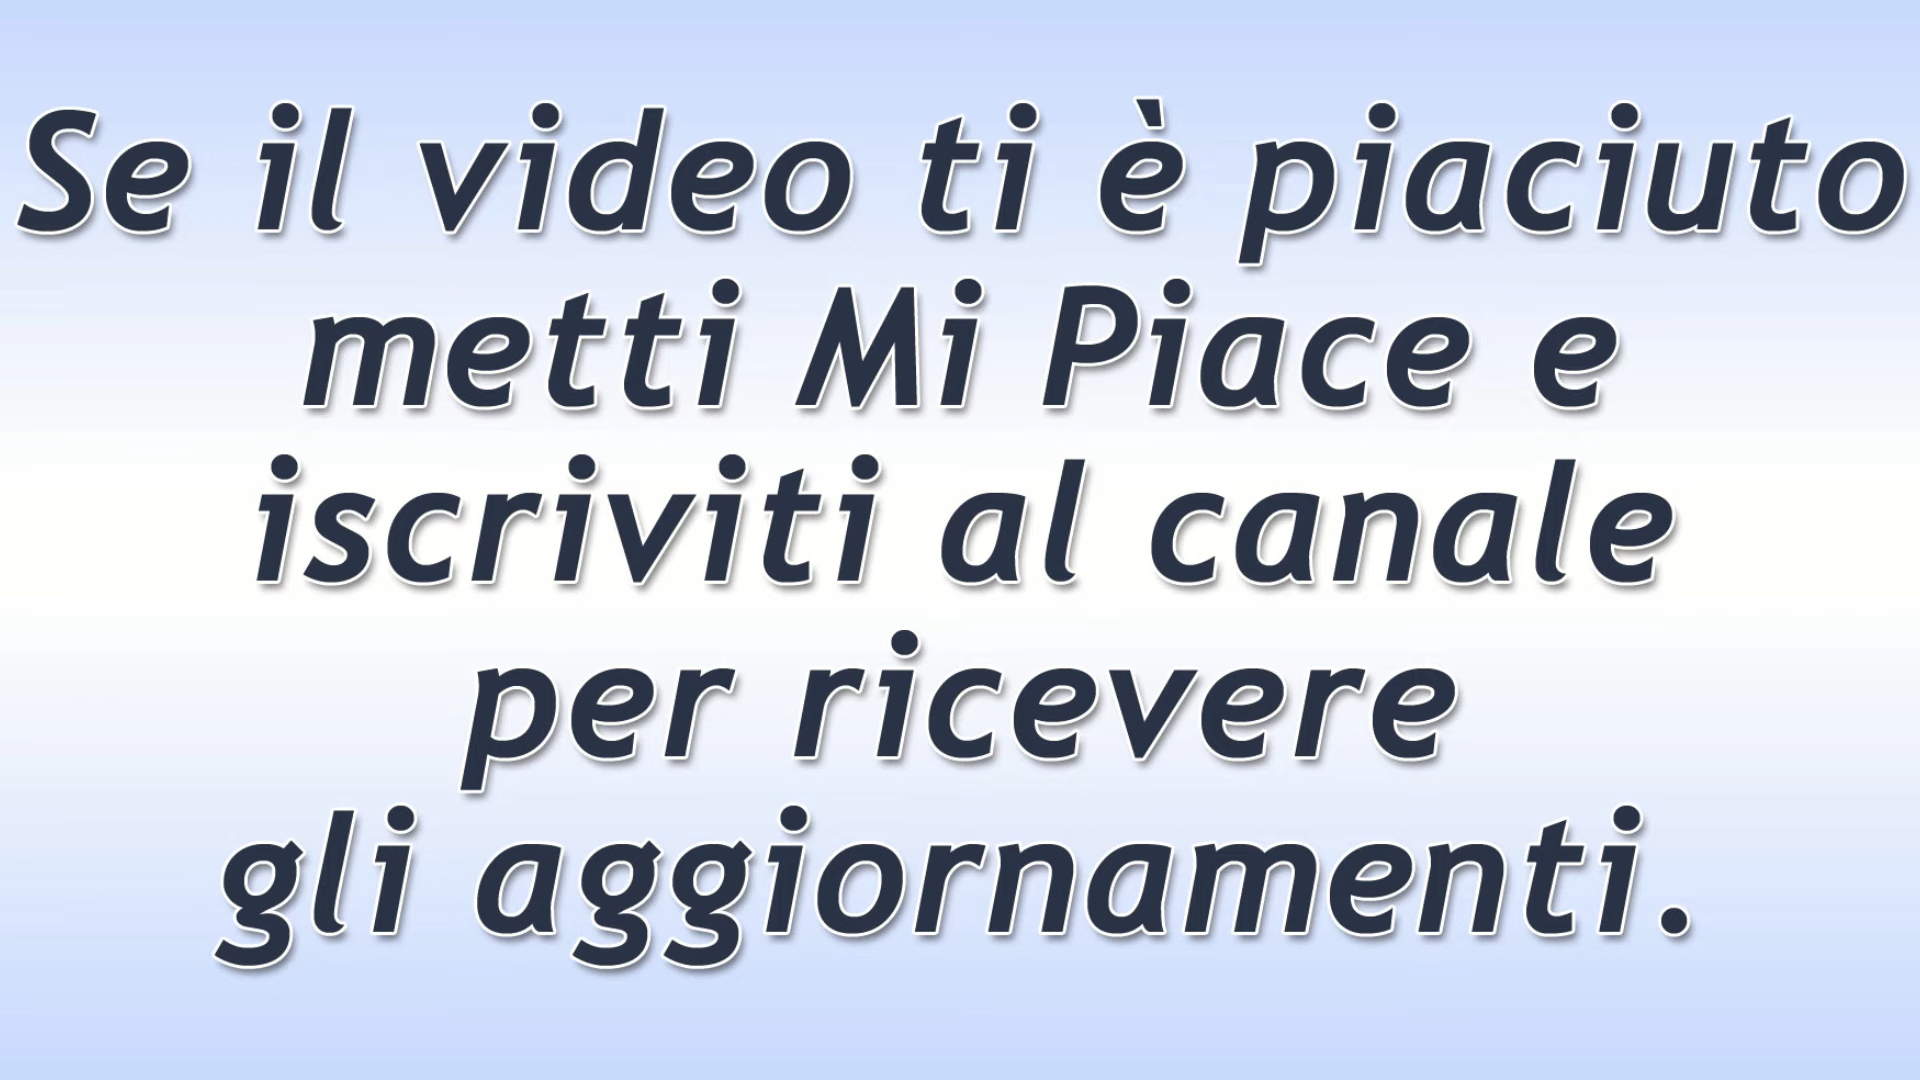 Se il video ti è piaciuto
metti Mi Piace e
iscriviti al canale
per ricevere
gli aggiornamenti.